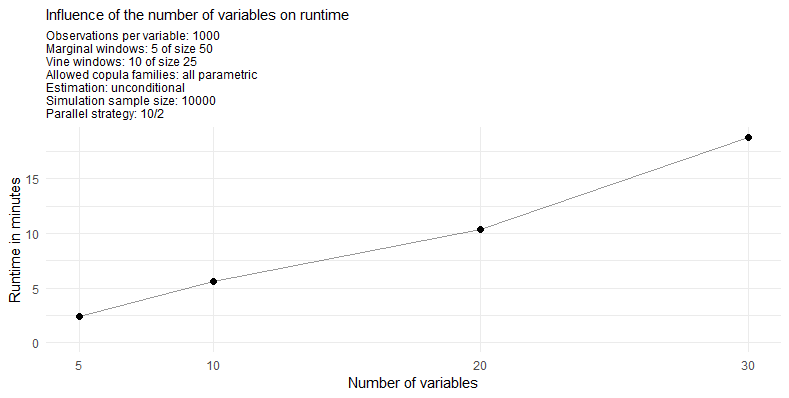 Influence of the number of variables on runtime
Observations per variable: 1000
Marginal windows: 5 of size 50
Vine windows: 10 of size 25
Allowed copula families: all parametric
Estimation: unconditional
Simulation sample size: 10000
Parallel strategy: 10/2
Runtime in minutes
15
10
5
0
5
10
20
30
Number of variables